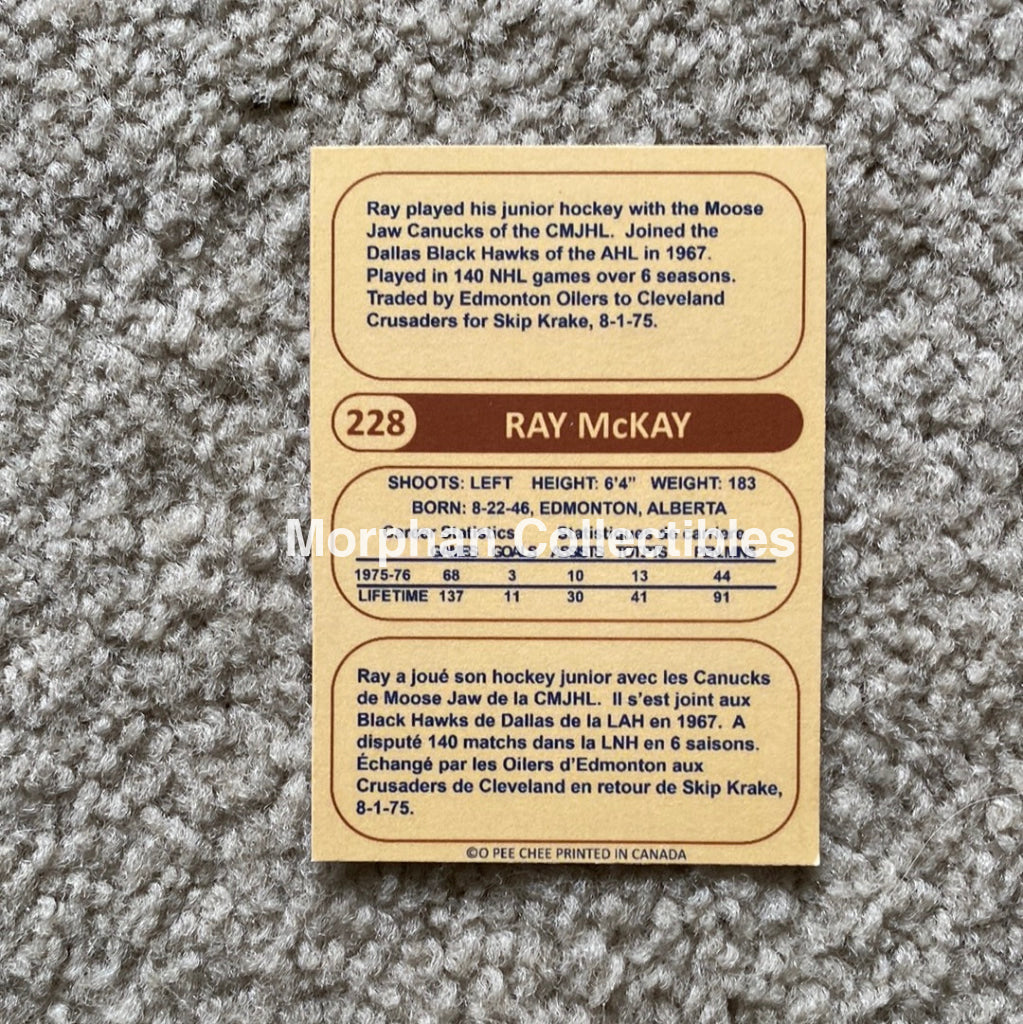 Ray played his junior hockey with the Moose
Jaw Canucks of the CMJHL. Joined the
Dallas Black Hawks of the AHL in 1967.
Played in 140 NHL games over 6 seasons.
Traded by Edmonton Oilers to Cleveland
Crusaders for Skip Krake, 8-1-75.
228 RAY McKAY
SHOOTS: LEFT HEIGHT: 6'4" WEIGHT: 183
BORN: 8-22-46, EDMONTON, ALBERTA
Career Statistics Statistiques de carriere
Morphan Collectibles
1975-76 68 3 10 13 44
LIFETIME 137 11 30 41 91
Ray a joué son hockey junior avec les Canucks
de Moose Jaw de la CMJHL. Il s'est joint aux
Black Hawks de Dallas de la LAH en 1967. A
disputé 140 matchs dans la LNH en 6 saisons.
Échangé par les Oilers d'Edmonton aux
Crusaders de Cleveland en retour de Skip Krake,
8-1-75.
©O PEE CHEE PRINTED IN CANADA